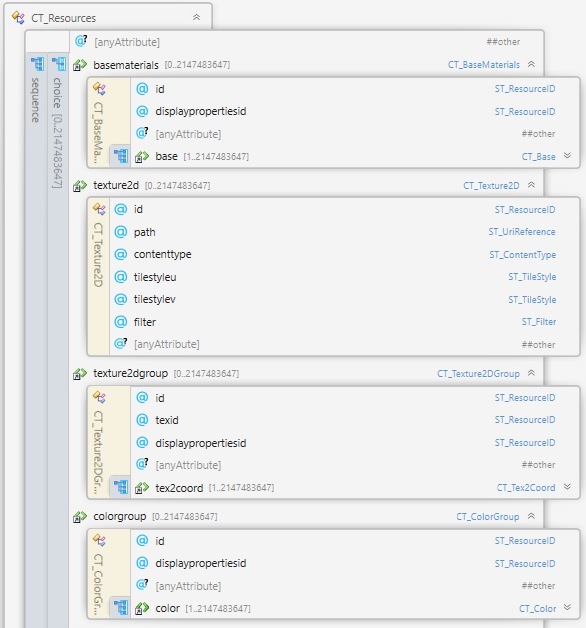 CT_Resources
[anyAttribute] ##other
sequence
choice [0..2147483647]
basematerials [0..2147483647] CT_BaseMaterials
CT_BaseMa...
id ST_ResourceID
displaypropertiesid ST_ResourceID
[anyAttribute] ##other
base [1..2147483647] CT_Base
texture2d [0..2147483647] CT_Texture2D
CT_Texture2D
id ST_ResourceID
path ST_UriReference
contenttype ST_ContentType
tilestyleu ST_TileStyle
tilestylev ST_TileStyle
filter ST_Filter
[anyAttribute] ##other
texture2dgroup [0..2147483647] CT_Texture2DGroup
CT_Texture2DGr...
id ST_ResourceID
texid ST_ResourceID
displaypropertiesid ST_ResourceID
[anyAttribute] ##other
tex2coord [1..2147483647] CT_Tex2Coord
colorgroup [0..2147483647] CT_ColorGroup
CT_ColorGr...
id ST_ResourceID
displaypropertiesid ST_ResourceID
[anyAttribute] ##other
color [1..2147483647] CT_Color